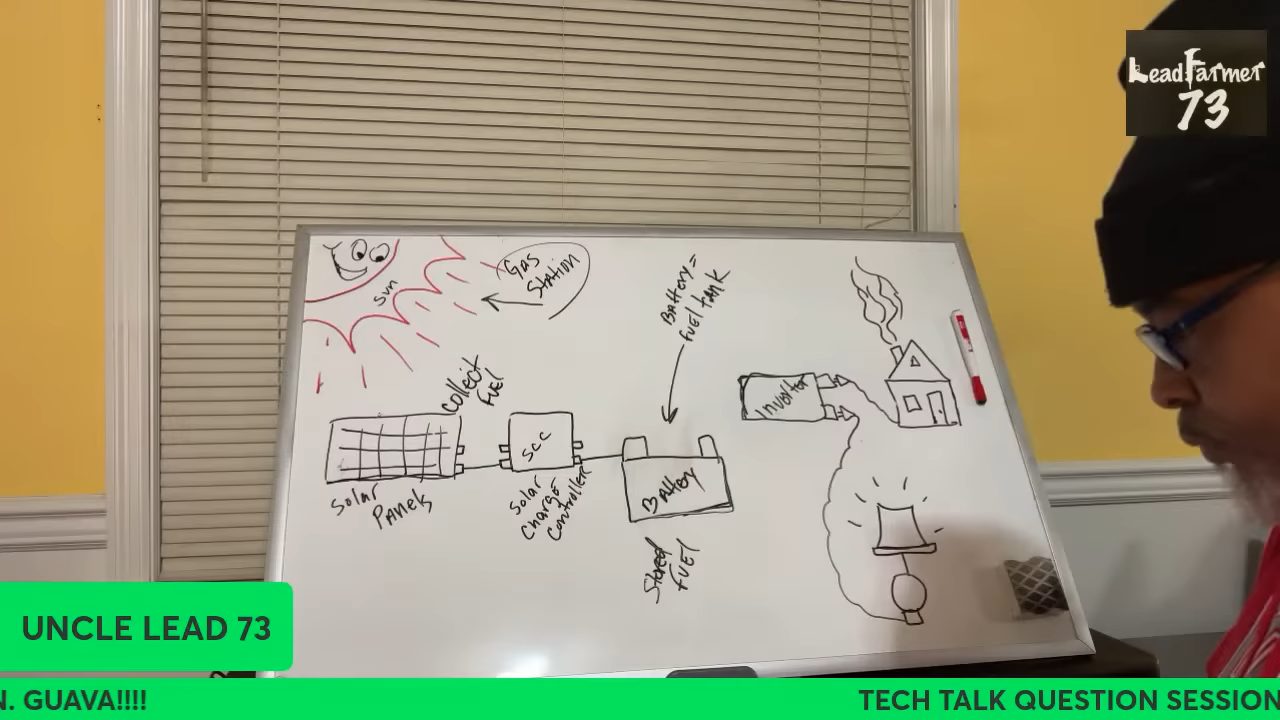 LeadFarmer
73
Sun
Gas
Station
Battery =
Fuel tank
Collect
Fuel
Solar
Panels
SCC
Solar
Charge
Controller
Battery
Stored
Fuel
Invertor
UNCLE LEAD 73
N. GUAVA!!!!
TECH TALK QUESTION SESSION